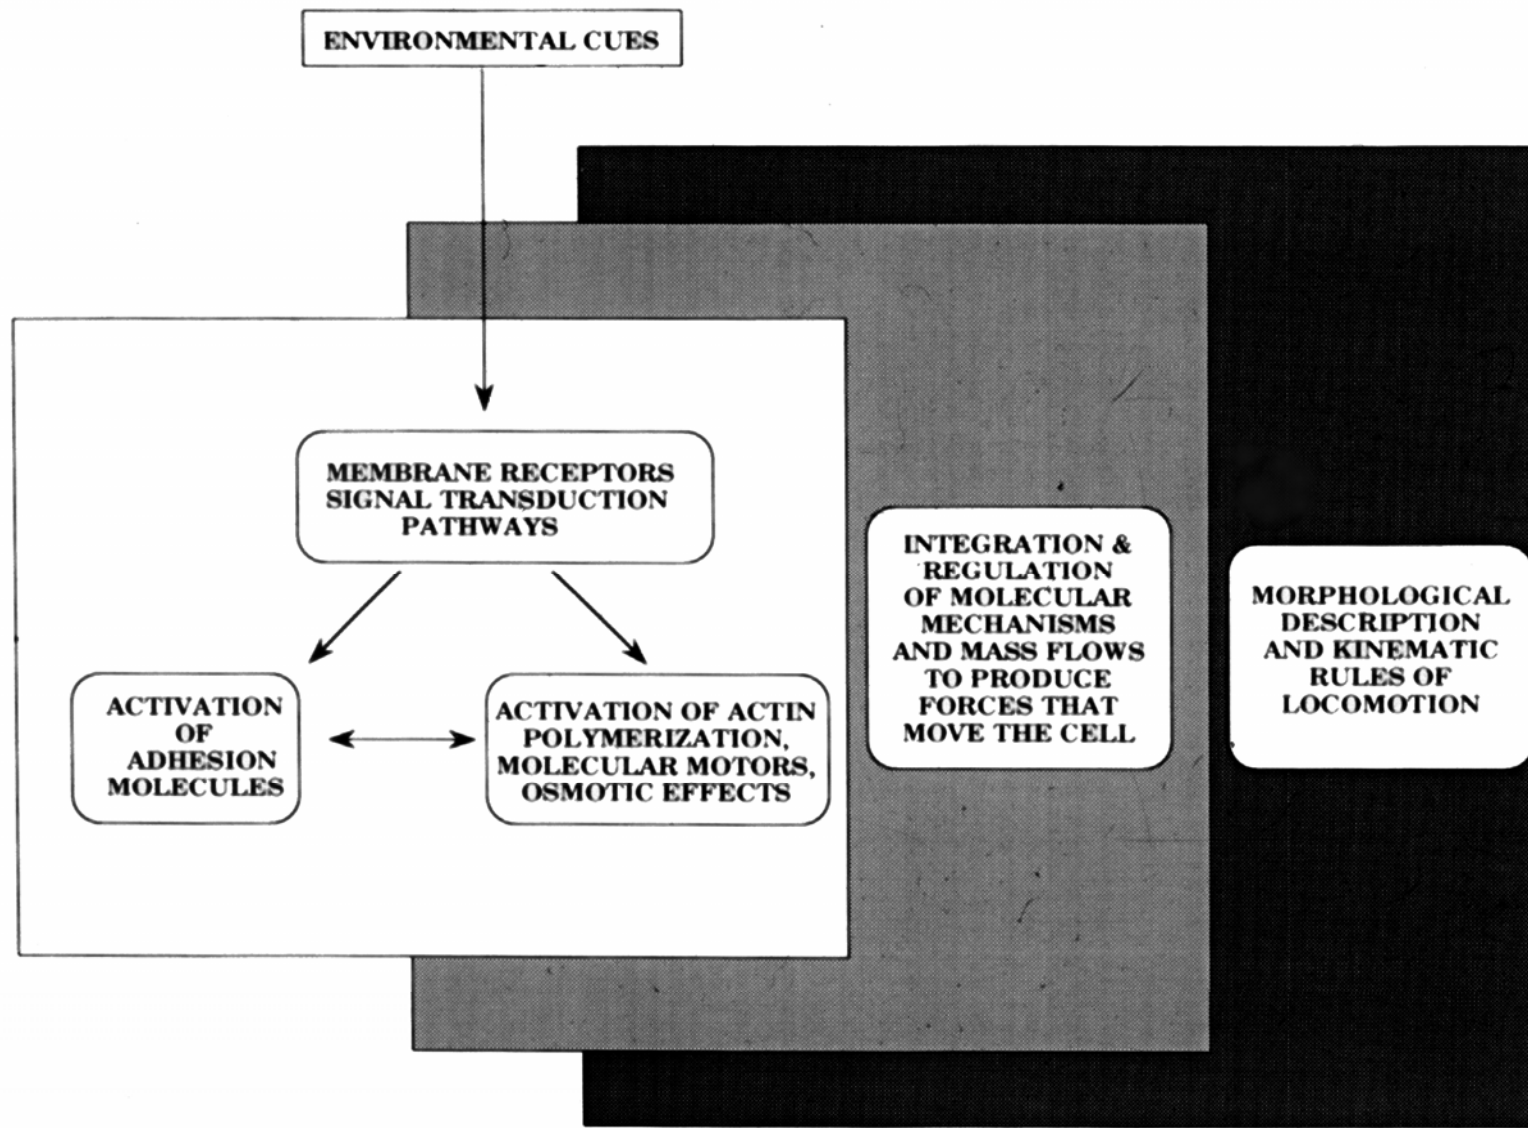 ENVIRONMENTAL CUES
MEMBRANE RECEPTORS
SIGNAL TRANSDUCTION
PATHWAYS
ACTIVATION
OF
ADHESION
MOLECULES
ACTIVATION OF ACTIN
POLYMERIZATION,
MOLECULAR MOTORS,
OSMOTIC EFFECTS
INTEGRATION &
REGULATION
OF MOLECULAR
MECHANISMS
AND MASS FLOWS
TO PRODUCE
FORCES THAT
MOVE THE CELL
MORPHOLOGICAL
DESCRIPTION
AND KINEMATIC
RULES OF
LOCOMOTION